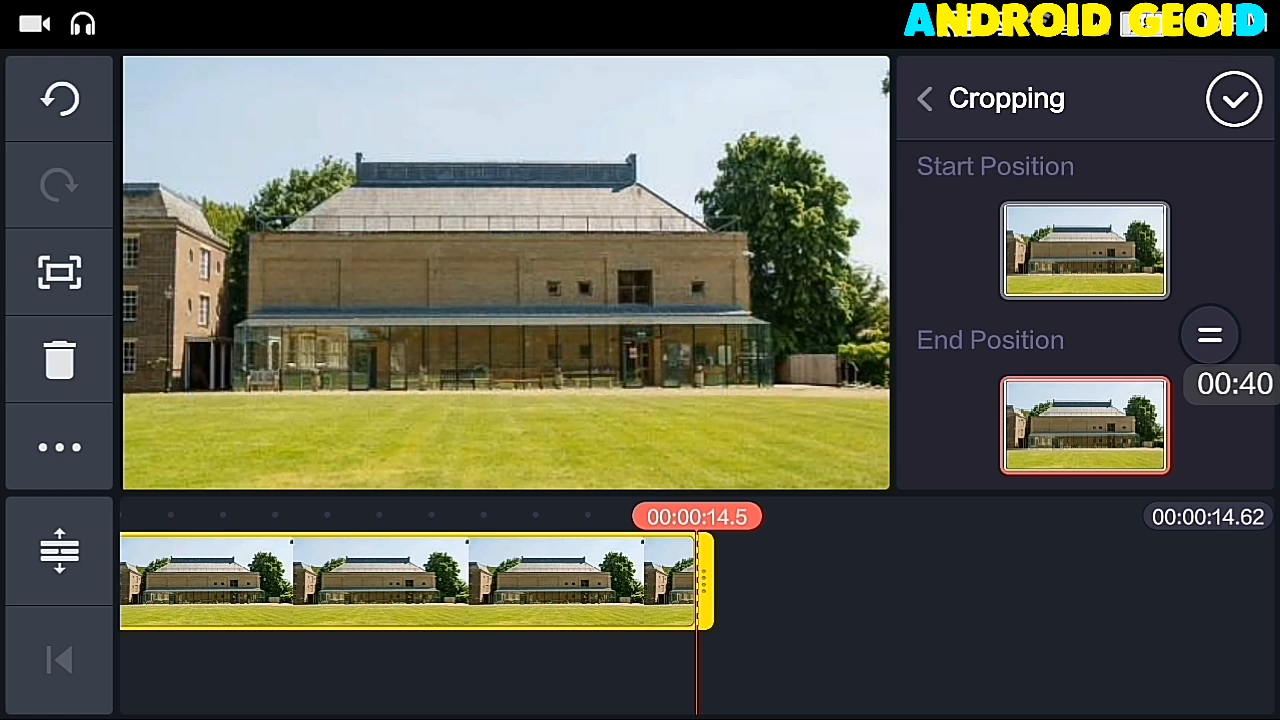 ANDROID GEOID
Cropping
Start Position
End Position
00:40
00:00:14.5
00:00:14.62